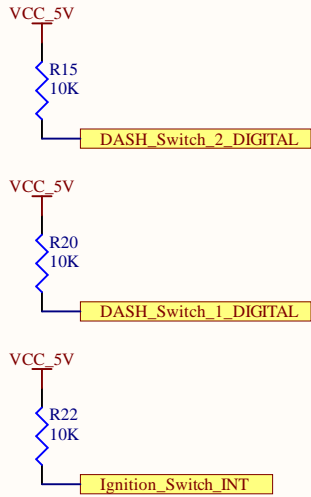 VCC_5V
R15
10K
DASH_Switch_2_DIGITAL
VCC_5V
R20
10K
DASH_Switch_1_DIGITAL
VCC_5V
R22
10K
Ignition_Switch_INT